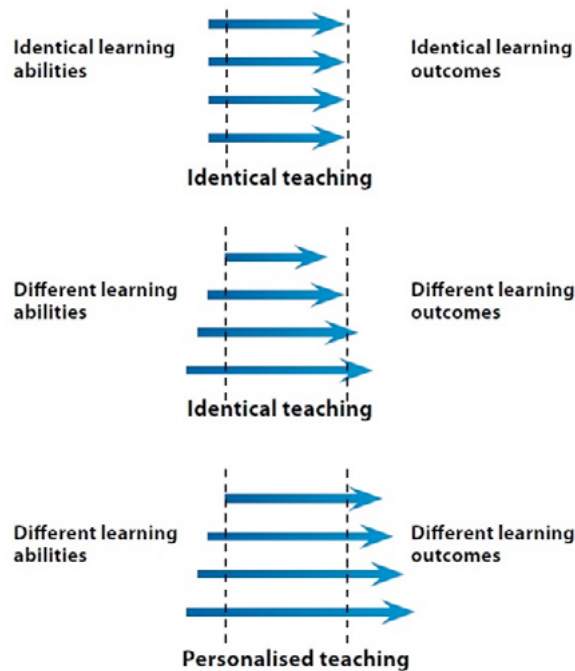 Identical learning
abilities
Identical learning
outcomes
Identical teaching
Different learning
abilities
Different learning
outcomes
Identical teaching
Different learning
abilities
Different learning
outcomes
Personalised teaching